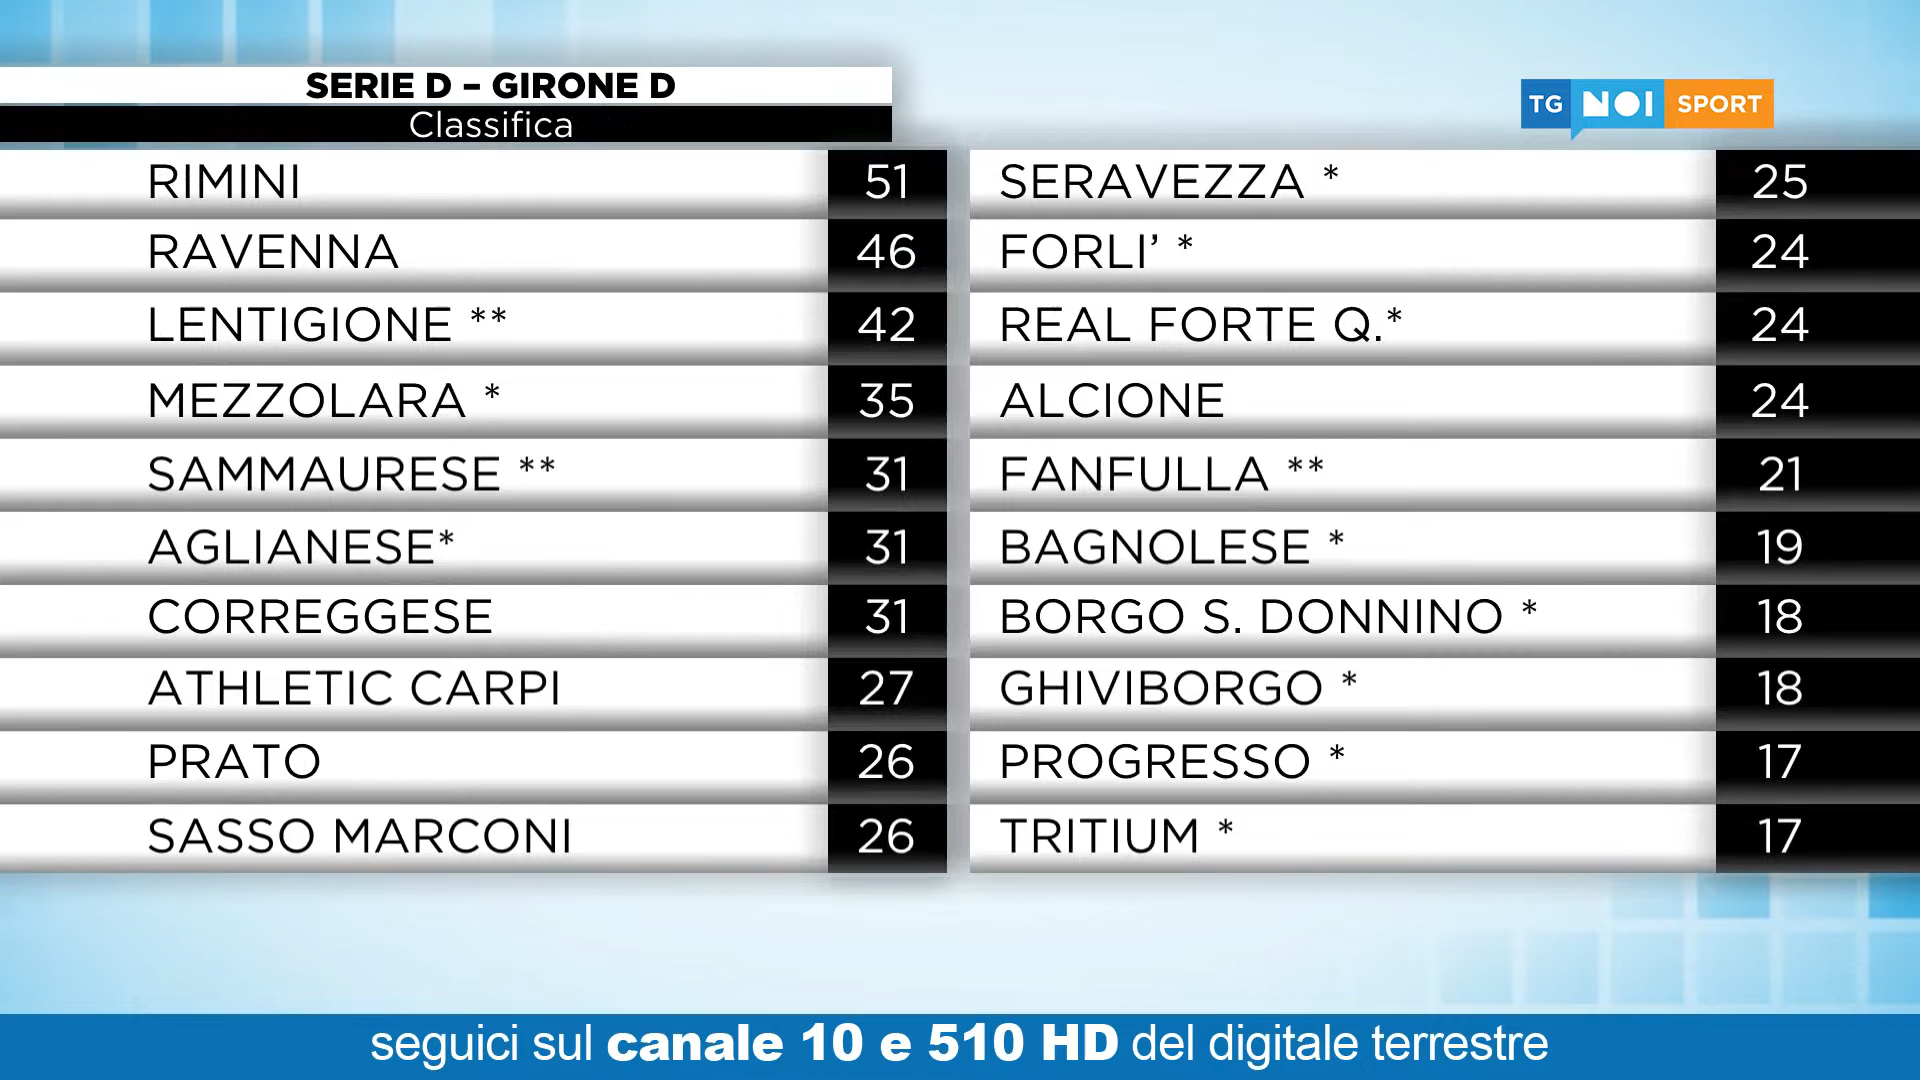 SERIE D – GIRONE D
Classifica
TG NOI SPORT
RIMINI 51
RAVENNA 46
LENTIGIONE ** 42
MEZZOLARA * 35
SAMMAURESE ** 31
AGLIANESE* 31
CORREGGESE 31
ATHLETIC CARPI 27
PRATO 26
SASSO MARCONI 26
SERAVEZZA * 25
FORLI’ * 24
REAL FORTE Q.* 24
ALCIONE 24
FANFULLA ** 21
BAGNOLESE * 19
BORGO S. DONNINO * 18
GHIVIBORGO * 18
PROGRESSO * 17
TRITIUM * 17
seguici sul canale 10 e 510 HD del digitale terrestre